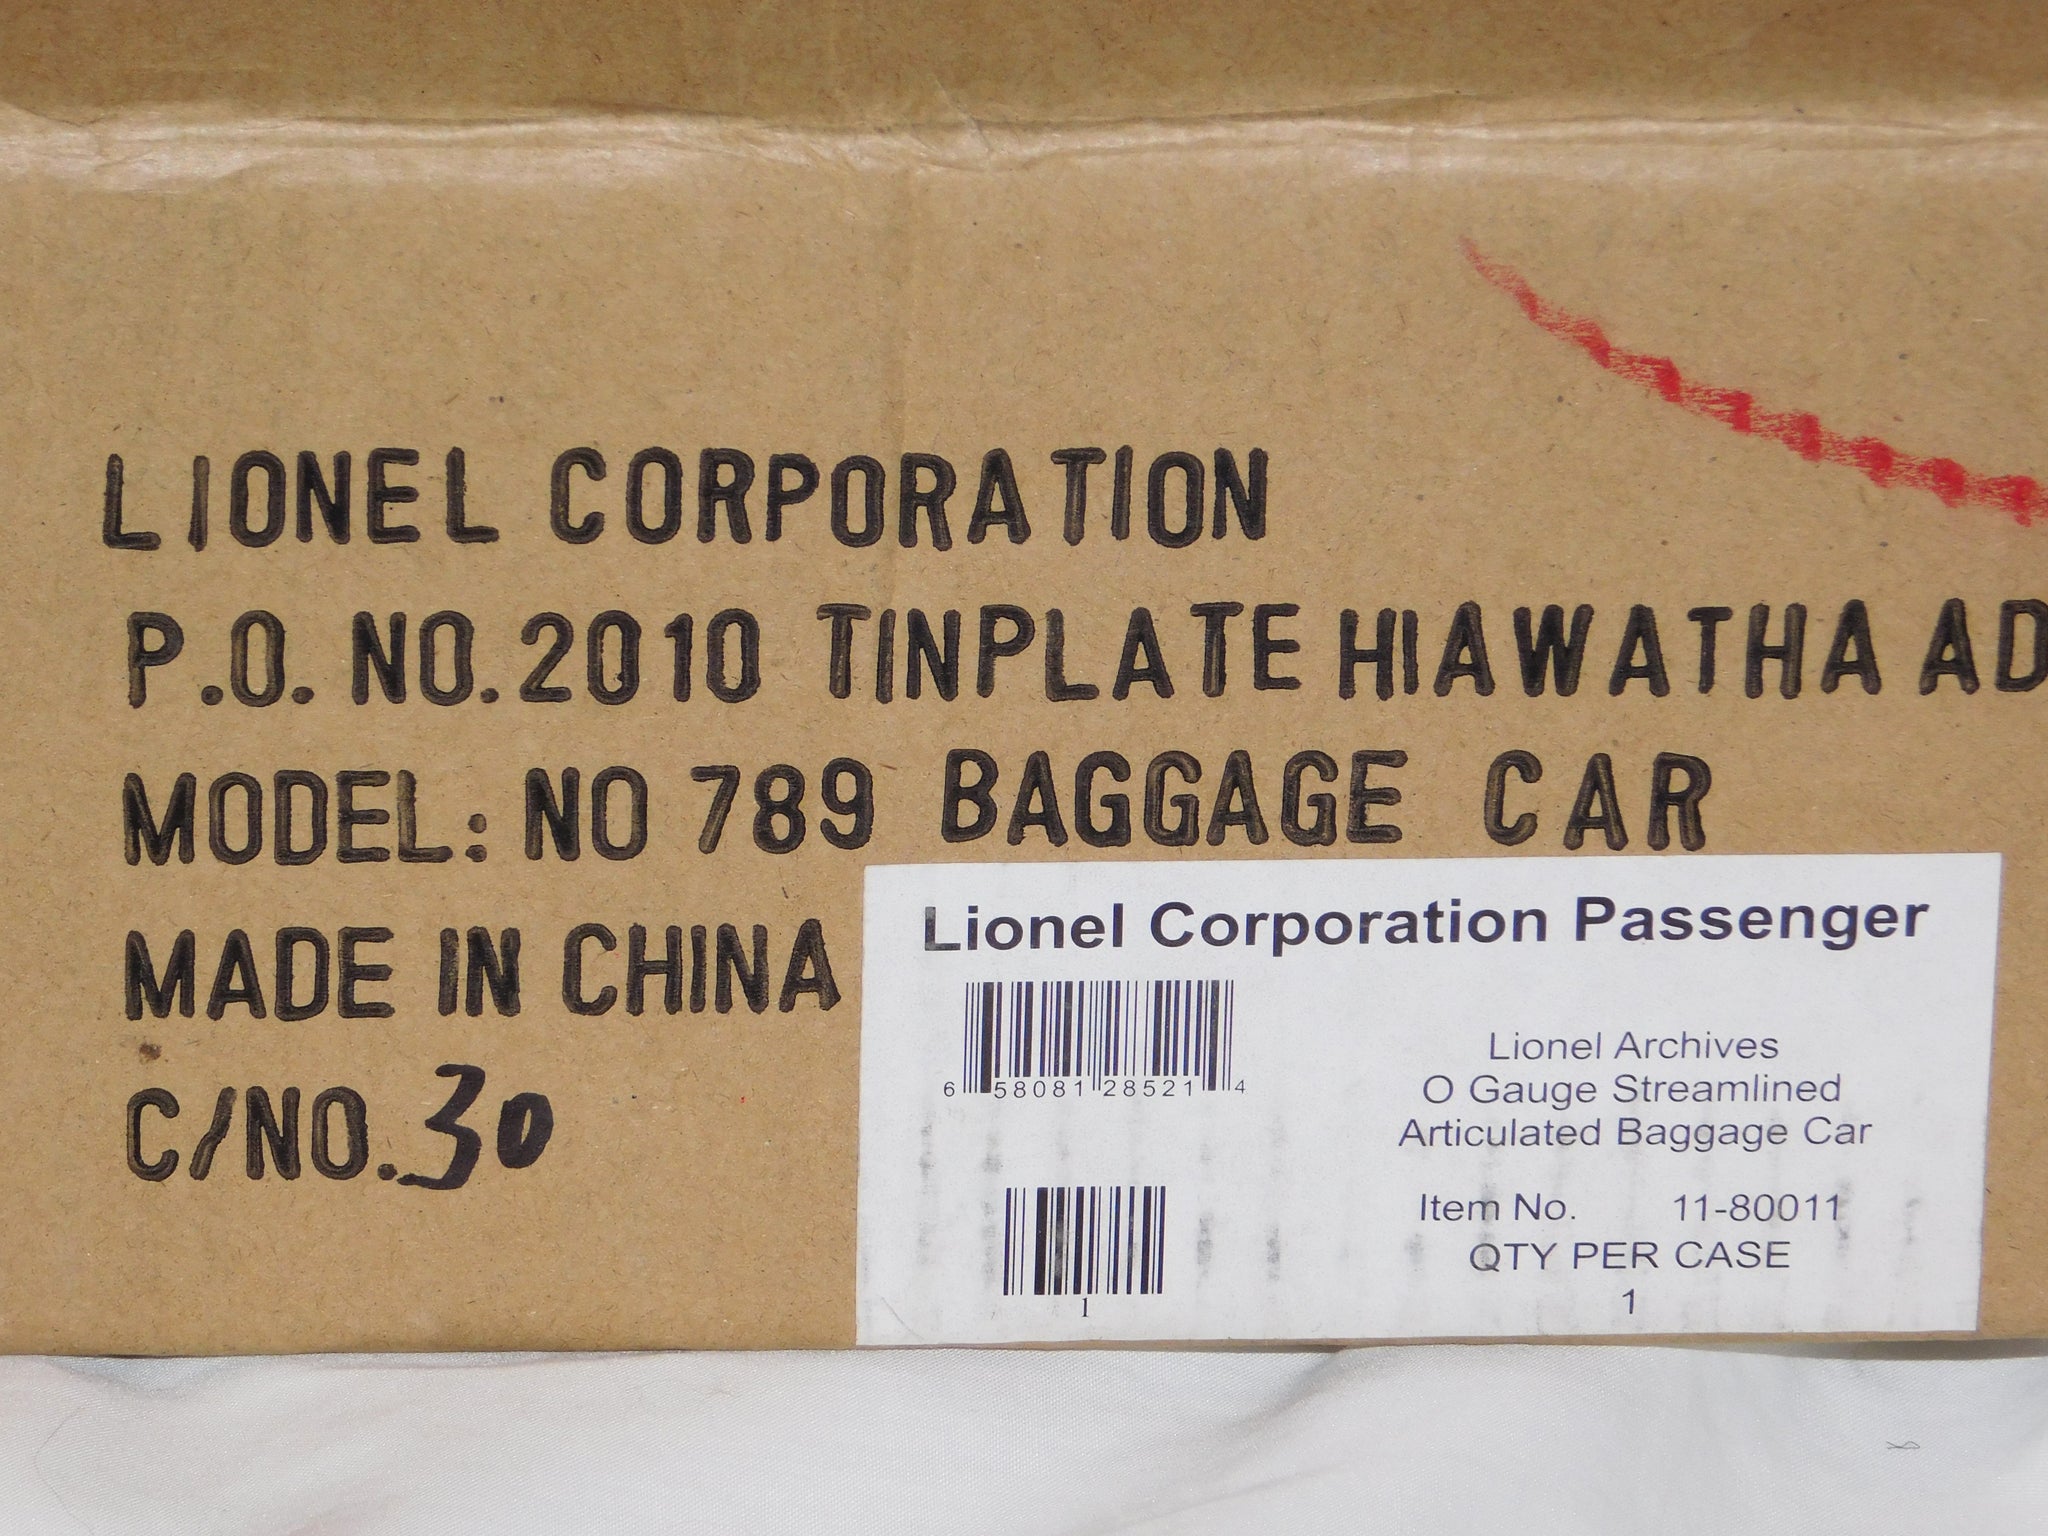 LIONEL CORPORATION
P.O. NO. 2010 TINPLATE HIAWATHA AD
MODEL: NO 789 BAGGAGE CAR
MADE IN CHINA
C/NO. 30
Lionel Corporation Passenger
6 58081 28521 4
Lionel Archives
O Gauge Streamlined
Articulated Baggage Car
Item No. 11-80011
QTY PER CASE
1
1